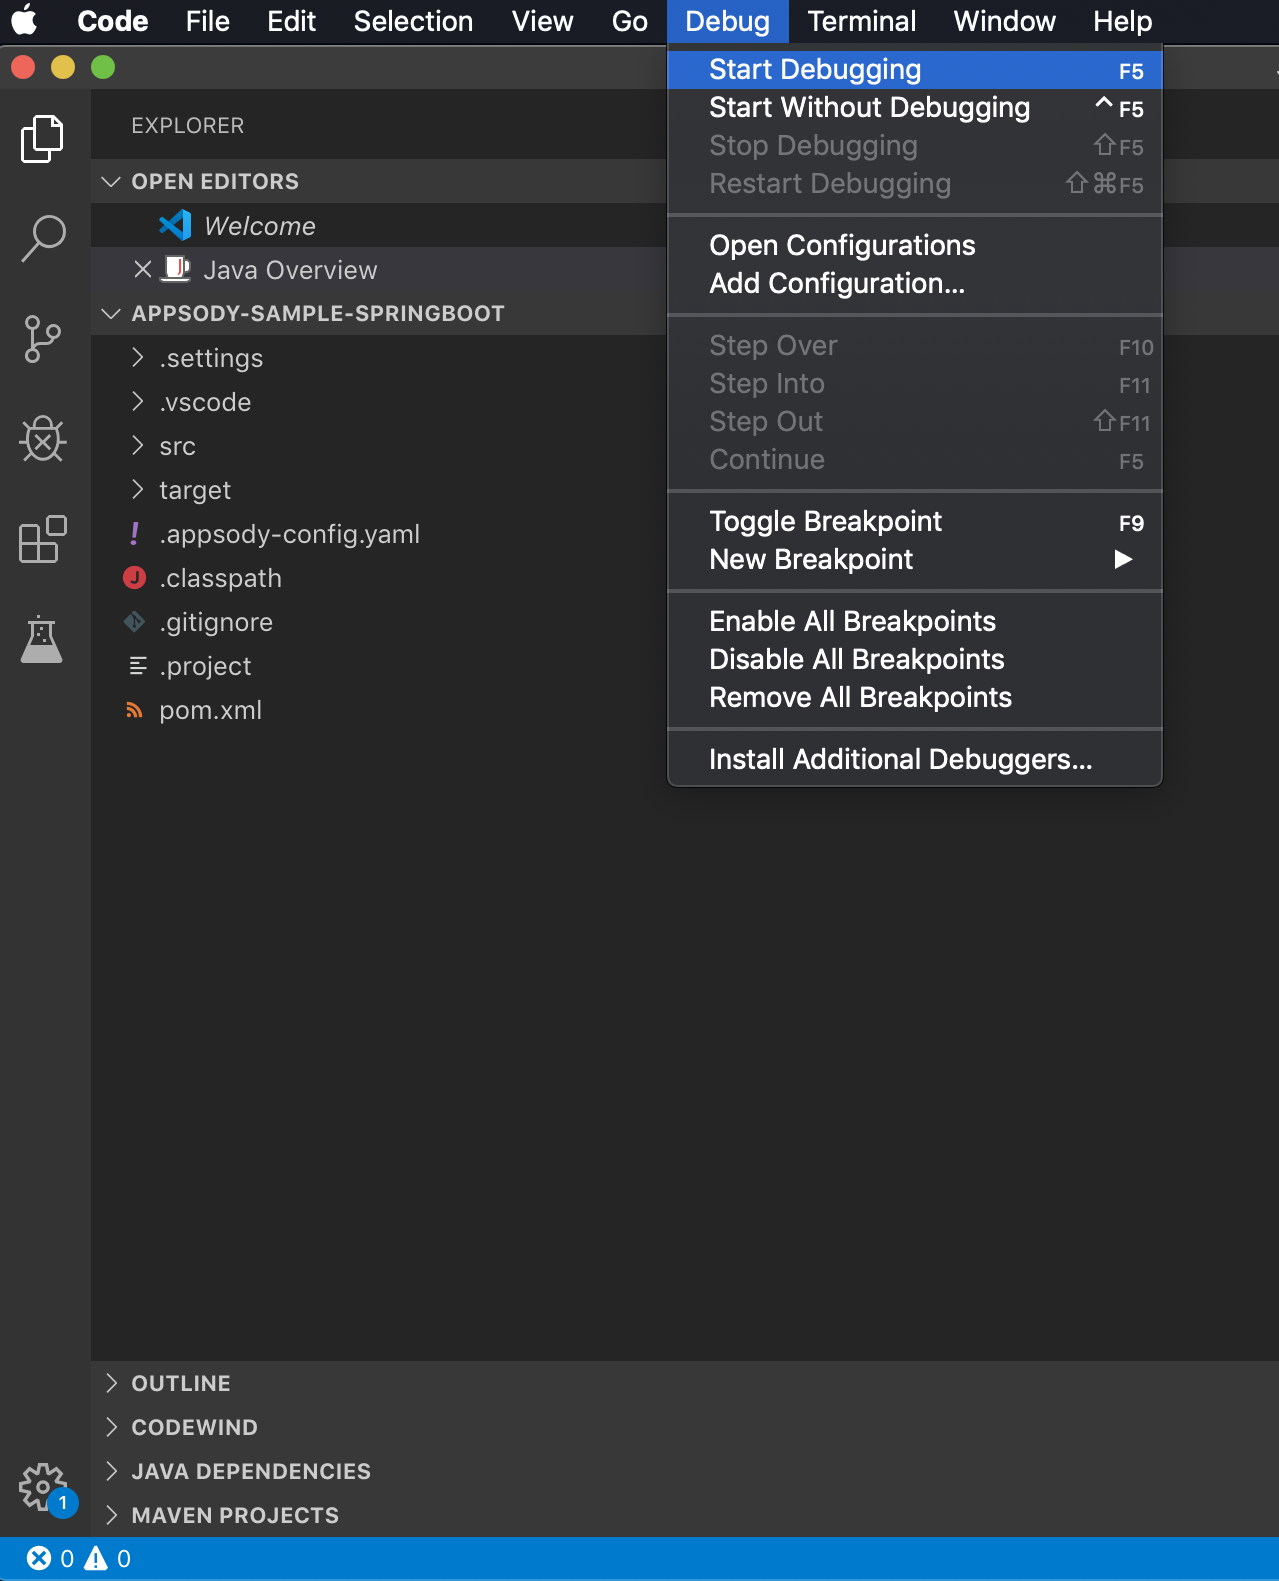 Code File Edit Selection View Go Debug Terminal Window Help
EXPLORER
OPEN EDITORS
Welcome
Java Overview
APPSODY-SAMPLE-SPRINGBOOT
.settings
.vscode
src
target
.appsody-config.yaml
.classpath
.gitignore
.project
pom.xml
OUTLINE
CODEWIND
JAVA DEPENDENCIES
MAVEN PROJECTS
1
0 0
Start Debugging F5
Start Without Debugging ^F5
Stop Debugging ⇧F5
Restart Debugging ⇧⌘F5
Open Configurations
Add Configuration...
Step Over F10
Step Into F11
Step Out ⇧F11
Continue F5
Toggle Breakpoint F9
New Breakpoint
Enable All Breakpoints
Disable All Breakpoints
Remove All Breakpoints
Install Additional Debuggers...